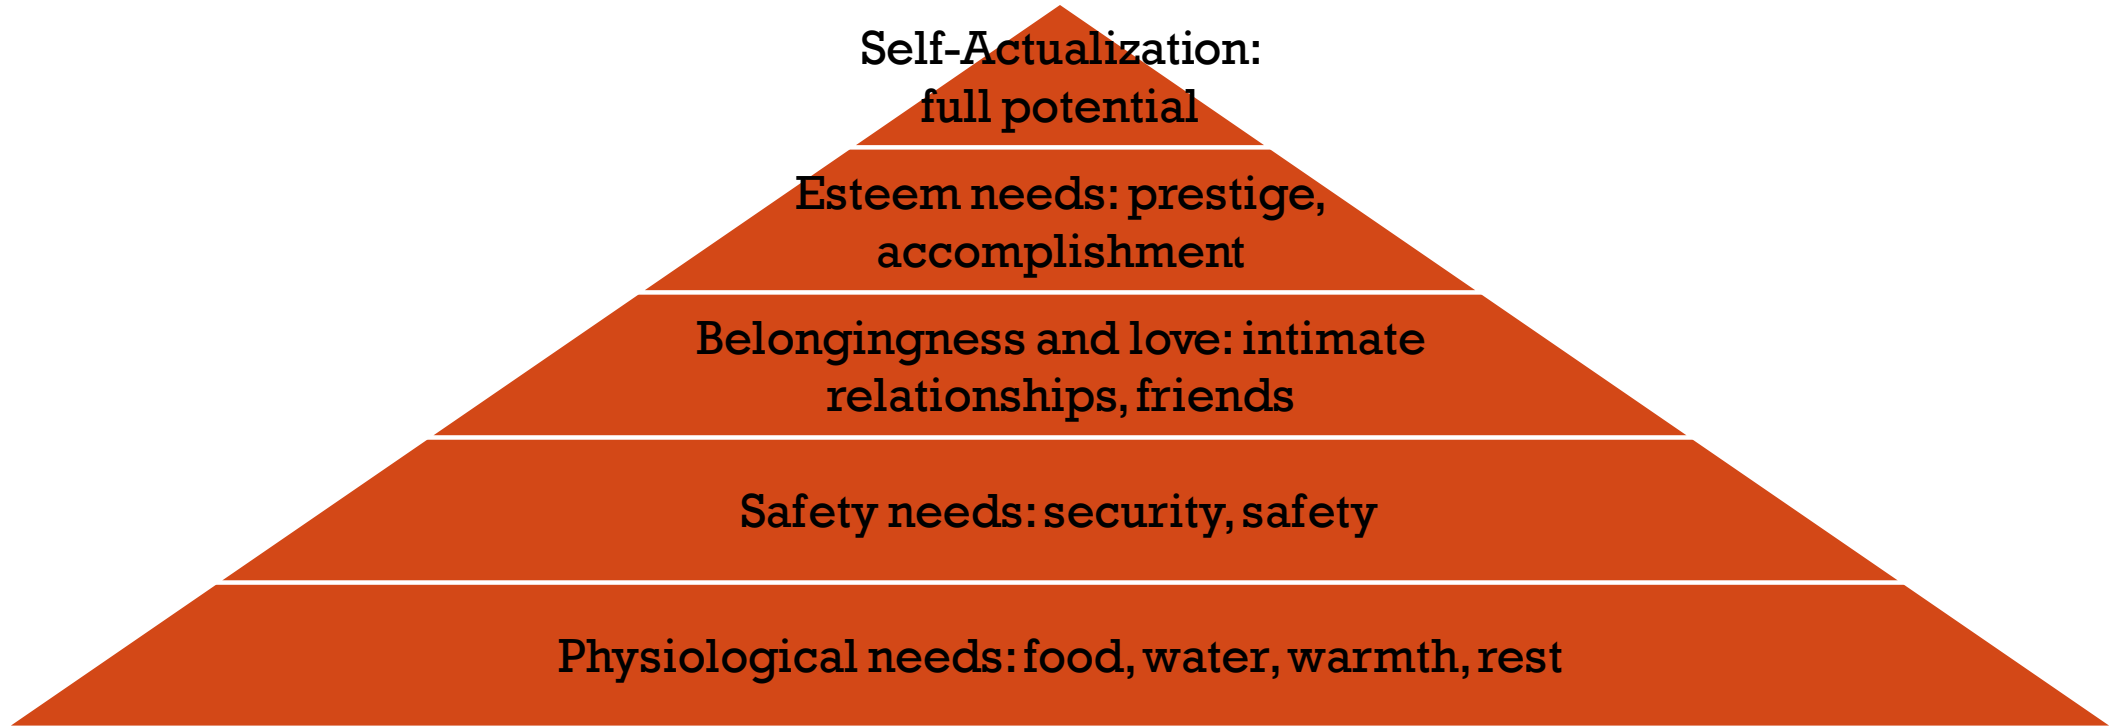 Self-Actualization:
full potential
Esteem needs: prestige,
accomplishment
Belongingness and love: intimate
relationships, friends
Safety needs: security, safety
Physiological needs: food, water, warmth, rest